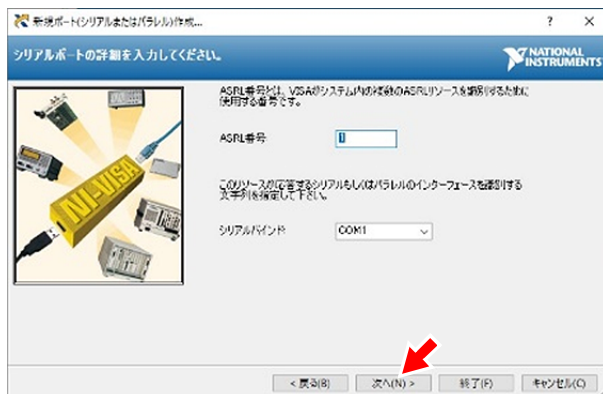 新規ポート(シリアルまたはパラレル)作成...
? ×
シリアルポートの詳細を入力してください。
NATIONAL
INSTRUMENTS
ASRL番号とは、VISAがシステム内の複数のASRLリソースを識別するために
使用する番号です。
ASRL番号:
1
このリソースが応答するシリアルもしくはパラレルのインターフェースを識別する
文字列を指定して下さい。
シリアルバインド:
COM1
NI-VISA
< 戻る(B)
次へ(N) >
終了(F)
キャンセル(C)